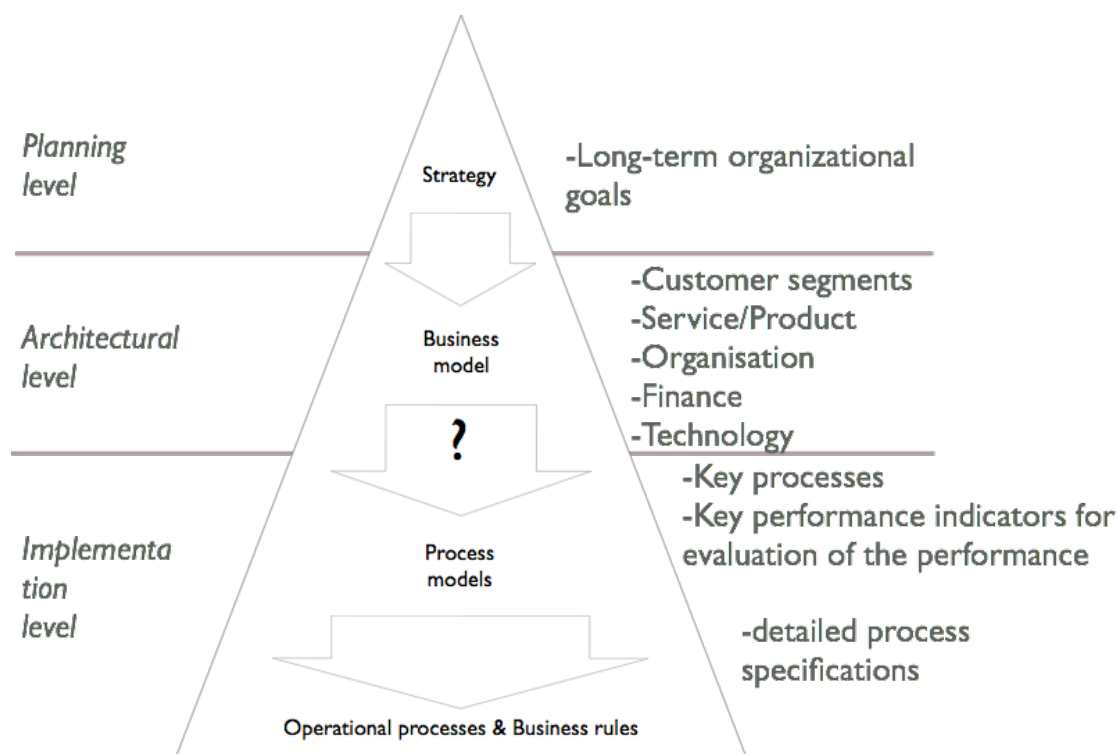 Planning
level
Strategy
-Long-term organizational
goals
Architectural
level
Business
model
-Customer segments
-Service/Product
-Organisation
-Finance
-Technology
?
Implementa
tion
level
Process
models
-Key processes
-Key performance indicators for
evaluation of the performance
-detailed process
specifications
Operational processes & Business rules